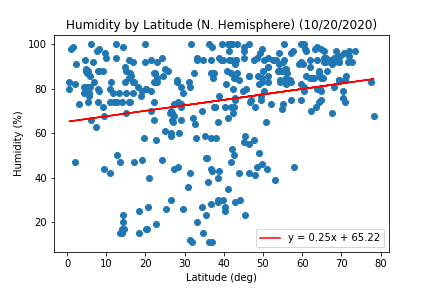 Humidity by Latitude (N. Hemisphere) (10/20/2020)
100
80
60
40
20
Humidity (%)
y = 0.25x + 65.22
0 10 20 30 40 50 60 70 80
Latitude (deg)